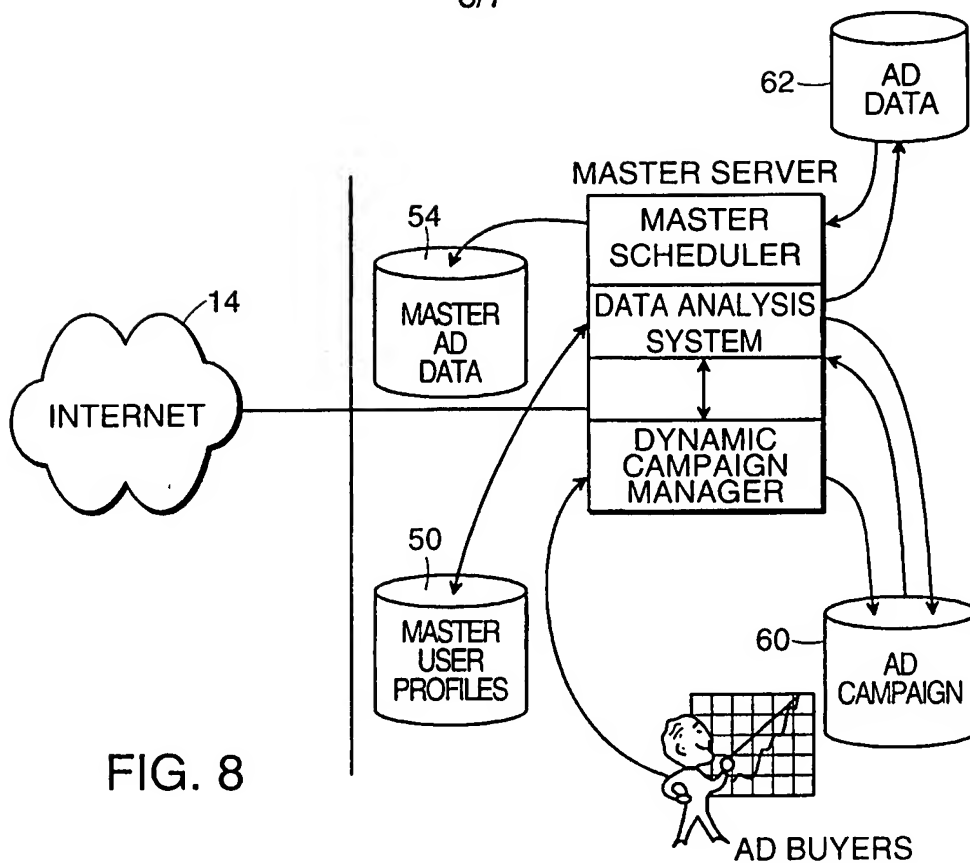 62
AD
DATA
MASTER SERVER
MASTER
SCHEDULER
54
DATA ANALYSIS
SYSTEM
MASTER
AD
DATA
14
INTERNET
DYNAMIC
CAMPAIGN
MANAGER
50
MASTER
USER
PROFILES
60
AD
CAMPAIGN
FIG. 8
AD BUYERS